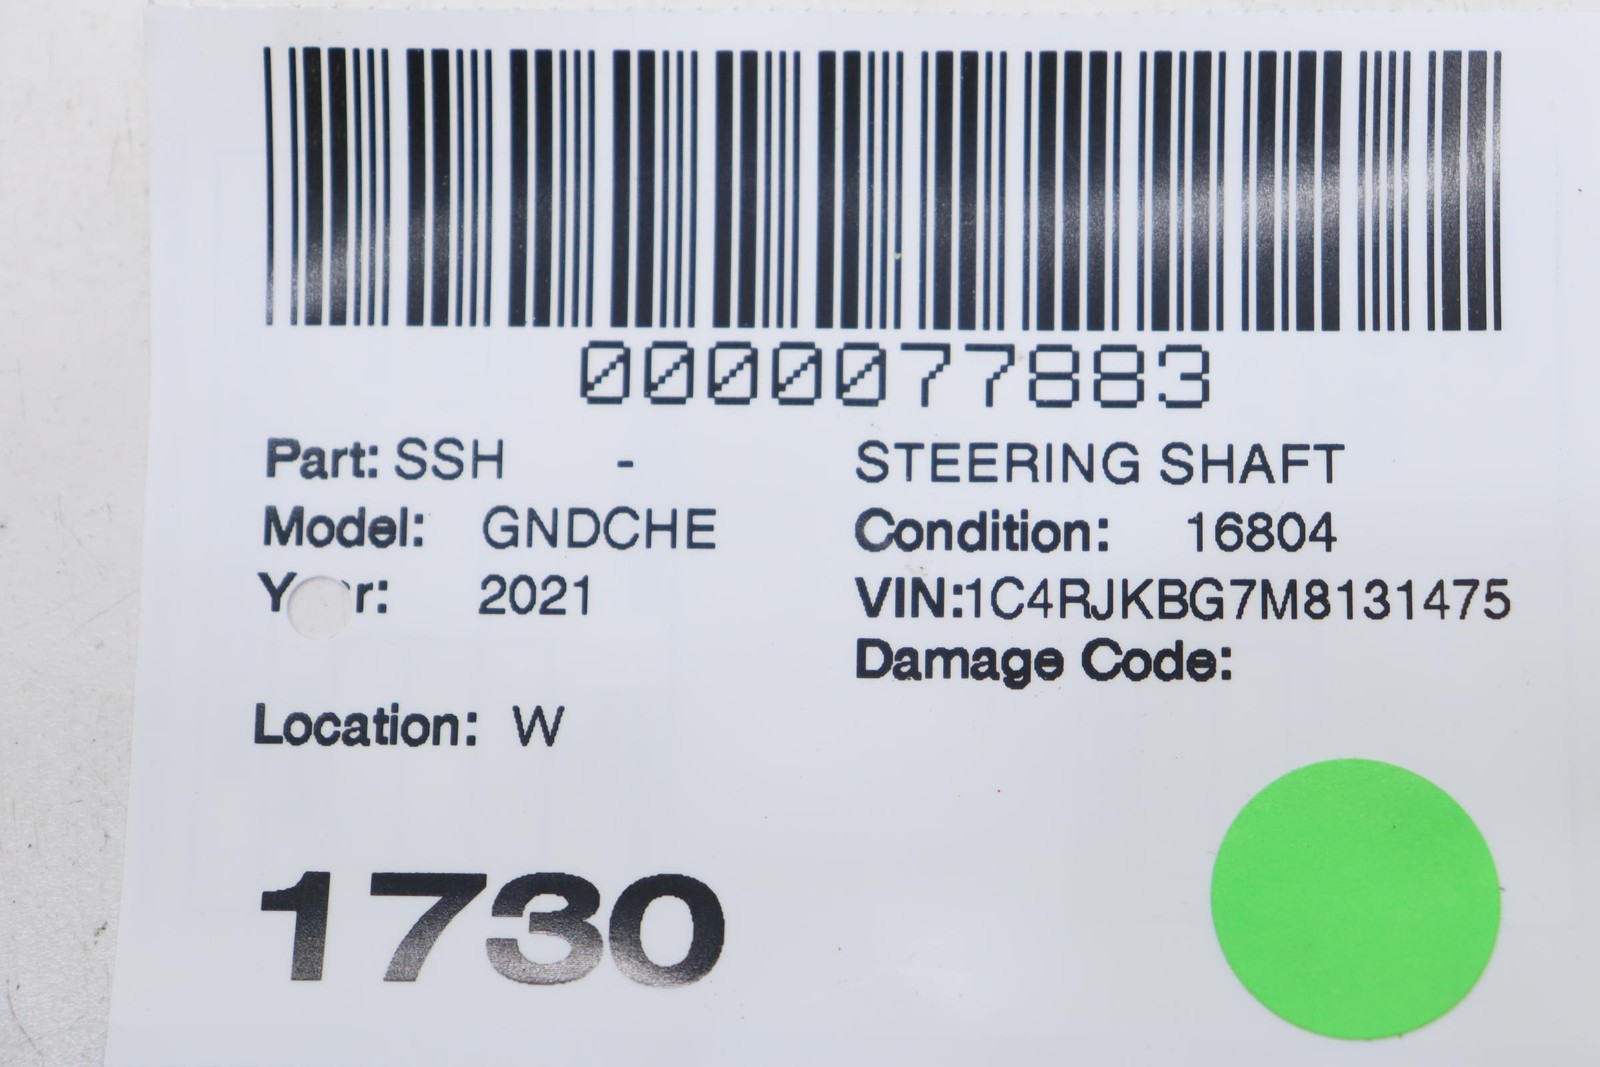 0000077883
Part: SSH - STEERING SHAFT
Model: GNDCHE Condition: 16804
2021 VIN:1C4RJKBG7M8131475
Damage Code:
Location: W
1730